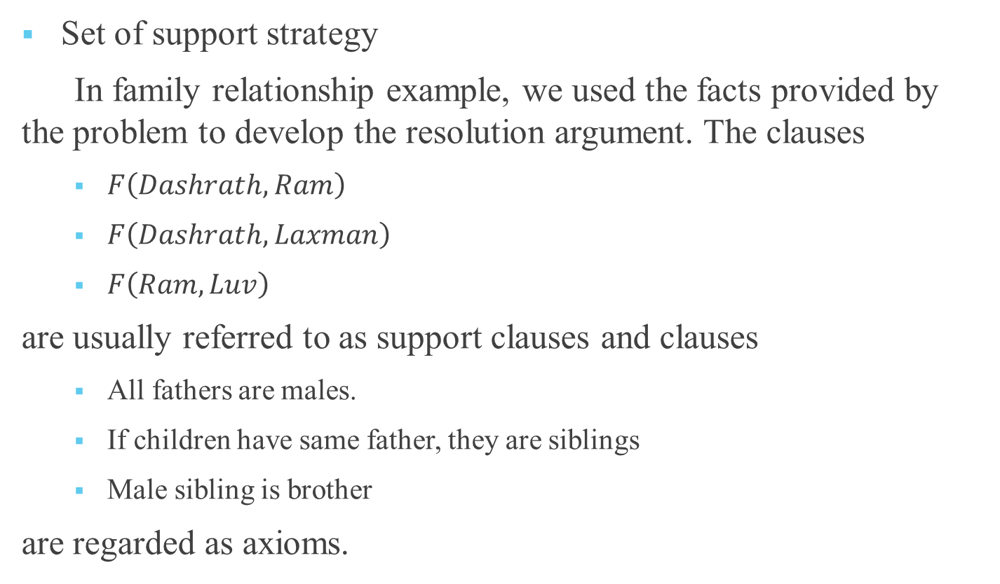 ▪ Set of support strategy
In family relationship example, we used the facts provided by
the problem to develop the resolution argument. The clauses
▪ F(Dashrath, Ram)
▪ F(Dashrath, Laxman)
▪ F(Ram, Luv)
are usually referred to as support clauses and clauses
▪ All fathers are males.
▪ If children have same father, they are siblings
▪ Male sibling is brother
are regarded as axioms.